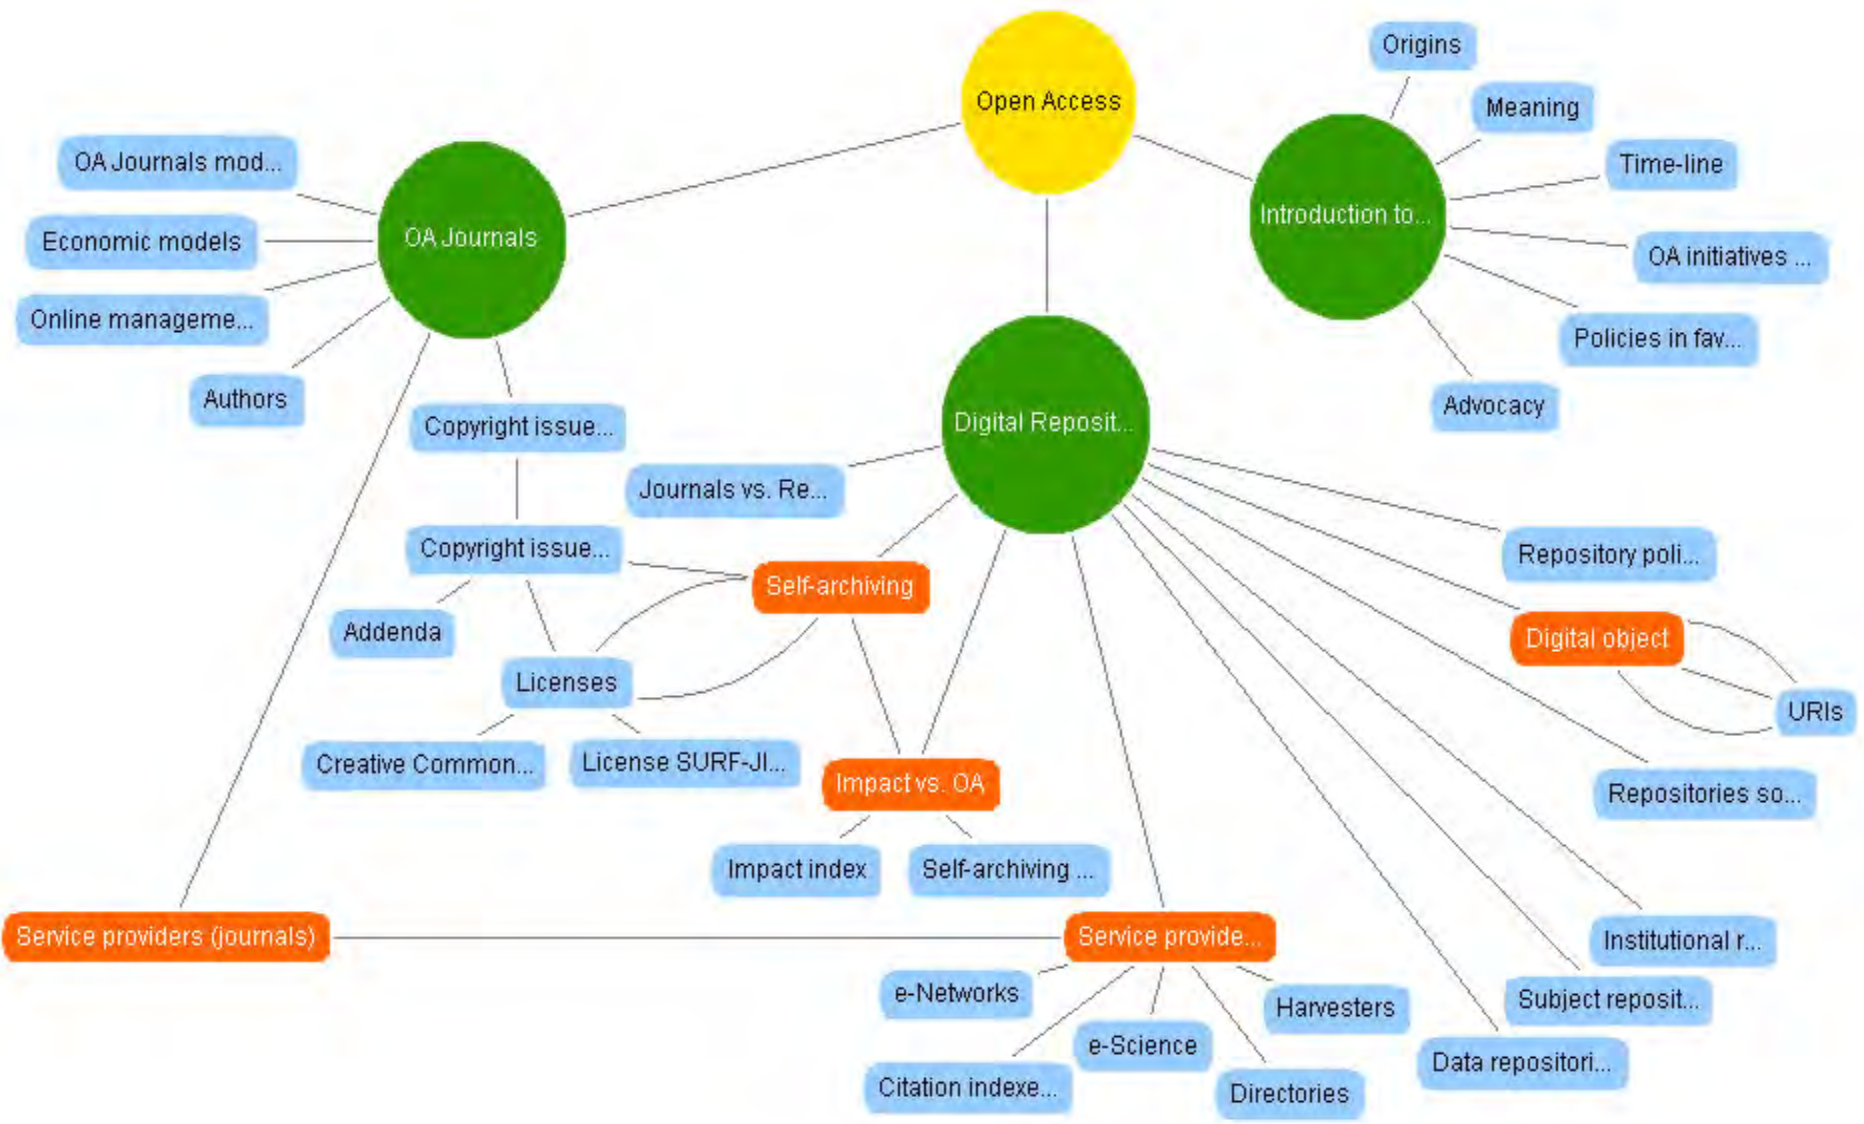 Open Access
Origins
Meaning
Time-line
OA initiatives ...
Policies in fav...
Advocacy
Introduction to...
OA Journals mod...
Economic models
Online manageme...
Authors
OA Journals
Copyright issue...
Digital Reposit...
Journals vs. Re...
Copyright issue...
Self-archiving
Addenda
Licenses
Creative Common...
License SURF-JI...
Impact vs. OA
Impact index
Self-archiving ...
Repository poli...
Digital object
URIs
Repositories so...
Institutional r...
Subject reposit...
Data repositori...
Service providers (journals)
Service provide...
e-Networks
Harvesters
e-Science
Citation indexe...
Directories